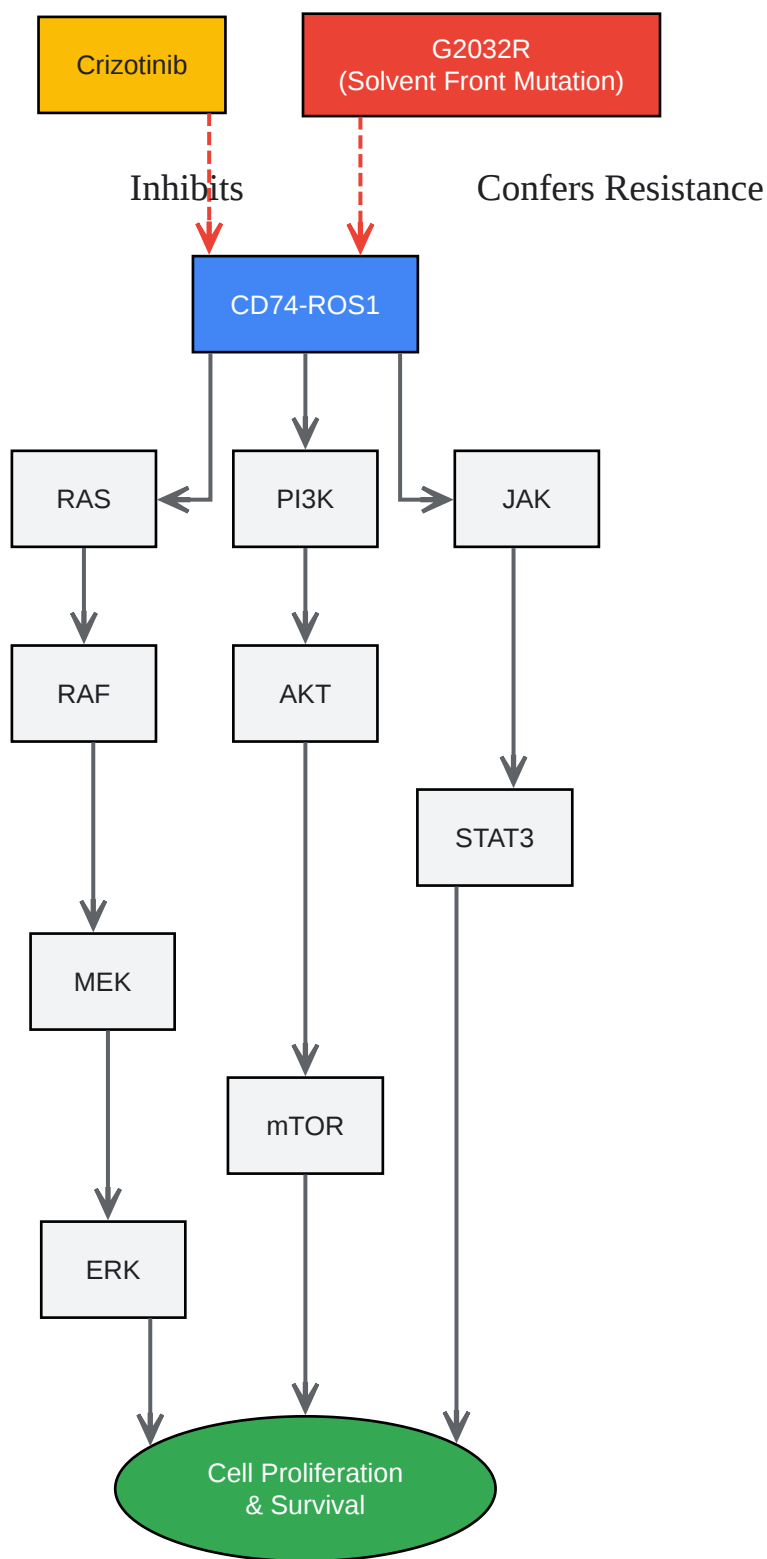 Crizotinib
G2032R
(Solvent Front Mutation)
Inhibits
Confers Resistance
CD74-ROS1
RAS
PI3K
JAK
RAF
AKT
STAT3
MEK
mTOR
ERK
Cell Proliferation
& Survival